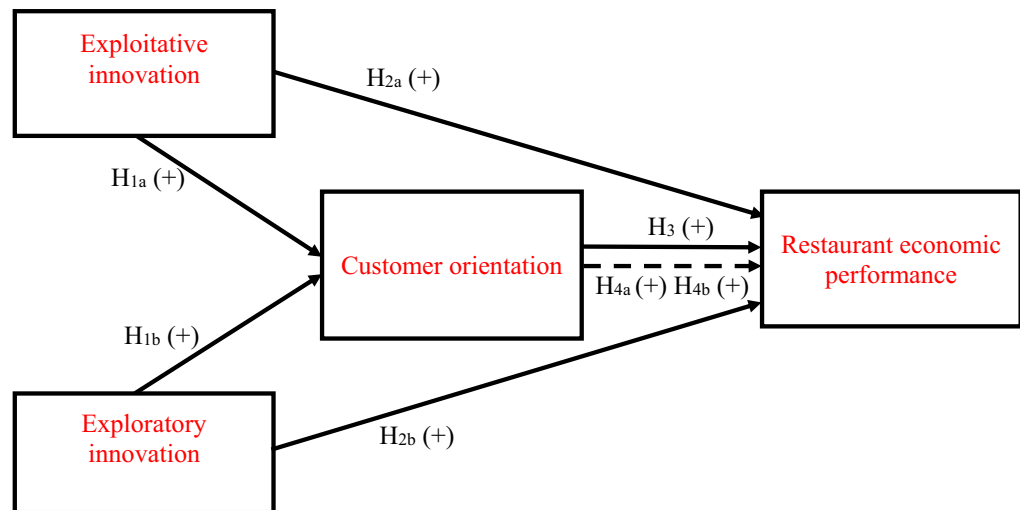 Exploitative
innovation
H2a (+)
H1a (+)
Customer orientation
H3 (+)
H4a (+) H4b (+)
Restaurant economic
performance
H1b (+)
Exploratory
innovation
H2b (+)